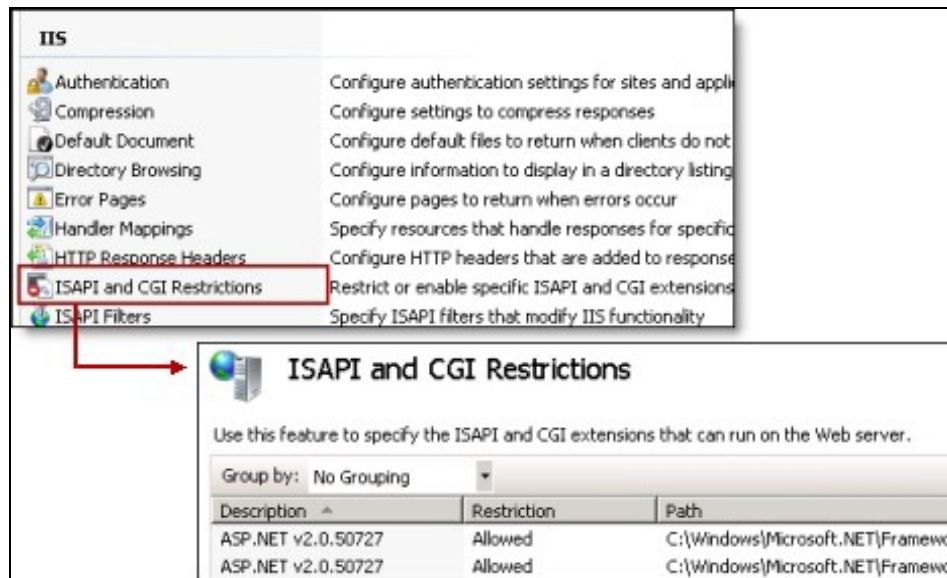 IIS
Authentication Configure authentication settings for sites and appli
Compression Configure settings to compress responses
Default Document Configure default files to return when clients do not
Directory Browsing Configure information to display in a directory listing
Error Pages Configure pages to return when errors occur
Handler Mappings Specify resources that handle responses for specific
HTTP Response Headers Configure HTTP headers that are added to response
ISAPI and CGI Restrictions Restrict or enable specific ISAPI and CGI extensions
ISAPI Filters Specify ISAPI filters that modify IIS functionality
ISAPI and CGI Restrictions
Use this feature to specify the ISAPI and CGI extensions that can run on the Web server.
Group by: No Grouping
Description Restriction Path
ASP.NET v2.0.50727 Allowed C:\Windows\Microsoft.NET\Framewo
ASP.NET v2.0.50727 Allowed C:\Windows\Microsoft.NET\Framewo